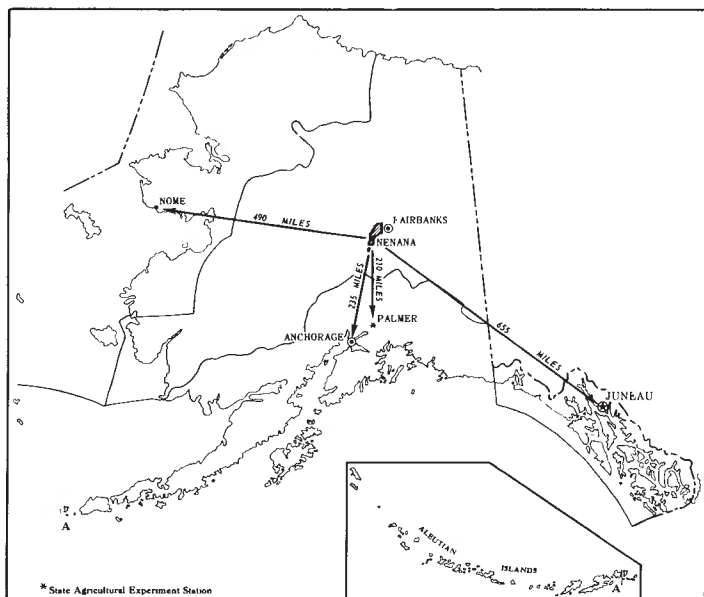 NOME
490 MILES
FAIRBANKS
NENANA
235 MILES
210 MILES
PALMER
ANCHORAGE
655 MILES
JUNEAU
A
ALEUTIAN ISLANDS
A
* State Agricultural Experiment Station